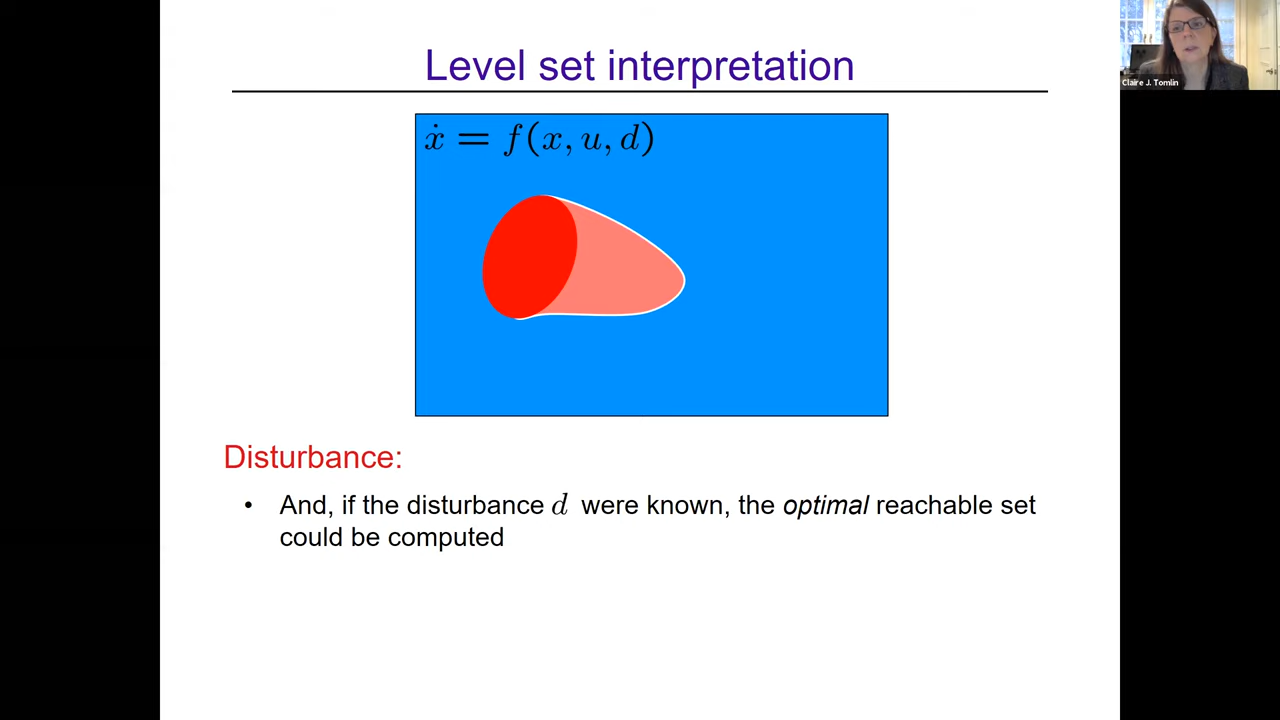 Claire J. Tomlin
Level set interpretation
ẋ = f(x, u, d)
Disturbance:
• And, if the disturbance d were known, the optimal reachable set
could be computed